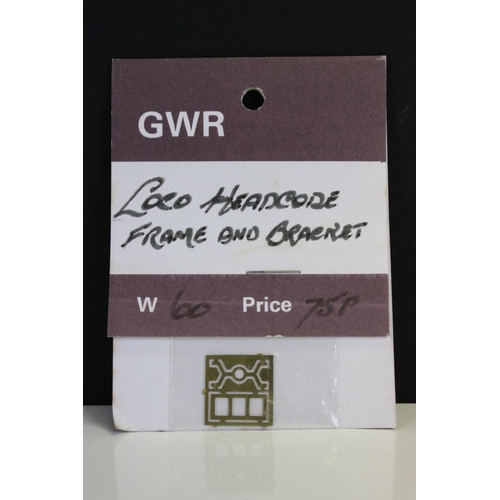 GWR
LOCO HEADCODE
FRAME AND BRACKET
W 60 Price 75P